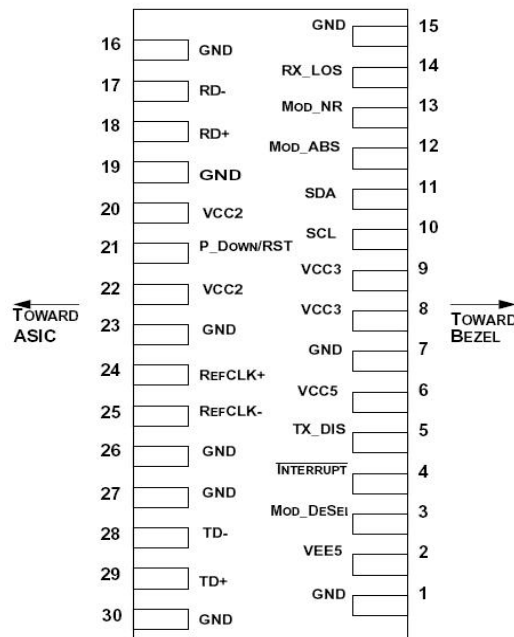 15 GND
16 GND
14 RX_LOS
17 RD-
13 MOD_NR
18 RD+
12 MOD_ABS
19 GND
11 SDA
20 VCC2
10 SCL
21 P_DOWN/RST
9 VCC3
22 VCC2
8 VCC3
TOWARD
ASIC
TOWARD
BEZEL
23 GND
7 GND
24 REFCLK+
6 VCC5
25 REFCLK-
5 TX_DIS
26 GND
4 INTERRUPT
27 GND
3 MOD_DESEL
28 TD-
2 VEE5
29 TD+
1 GND
30 GND